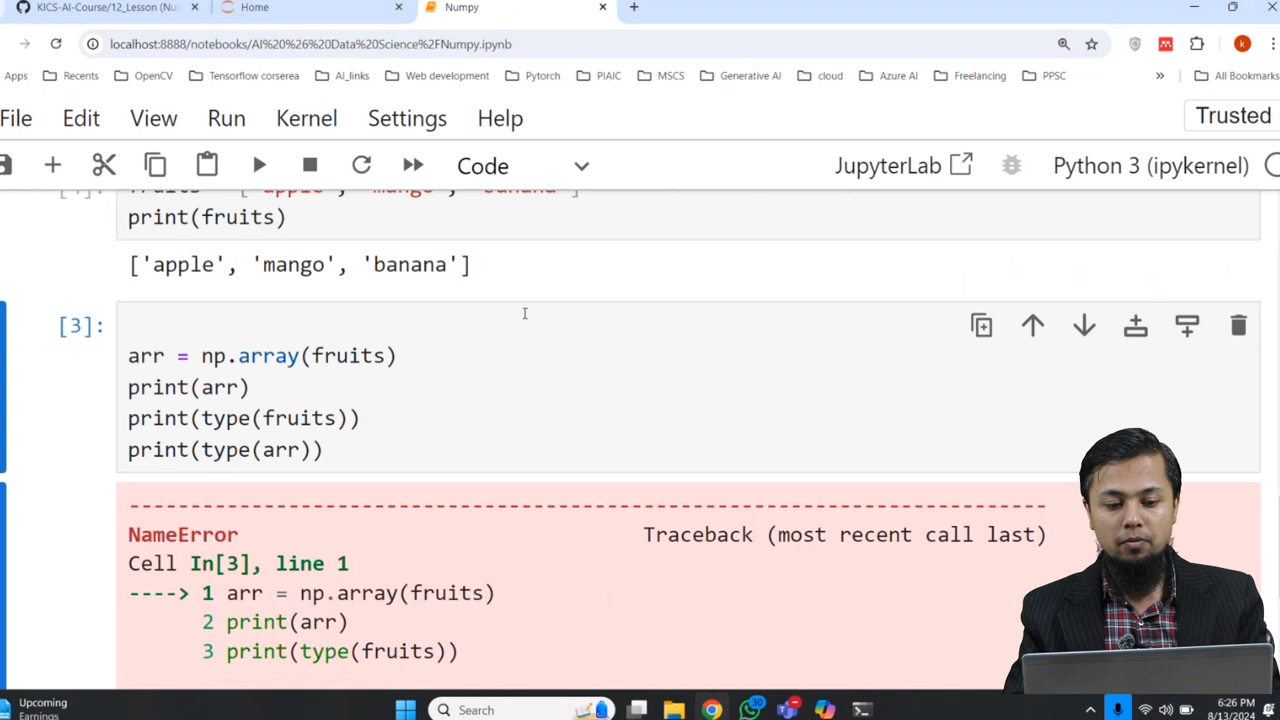 KICS-AI-Course/12_Lesson (Nu
Home
Numpy
localhost:8888/notebooks/AI%20%26%20Data%20Science%2FNumpy.ipynb
k
Apps
Recents
OpenCV
Tensorflow corsera
AI_links
Web development
Pytorch
PIAIC
MSCS
Generative AI
cloud
Azure AI
Freelancing
PPSC
»
All Bookmarks
File Edit View Run Kernel Settings Help
Trusted
Code
JupyterLab
Python 3 (ipykernel)
print(fruits)
['apple', 'mango', 'banana']
[3]:
arr = np.array(fruits)
print(arr)
print(type(fruits))
print(type(arr))
---------------------------------------------------------------------------
NameError Traceback (most recent call last)
Cell In[3], line 1
----> 1 arr = np.array(fruits)
2 print(arr)
3 print(type(fruits))
Upcoming
Earnings
Search
30
6:26 PM
8/13/2024